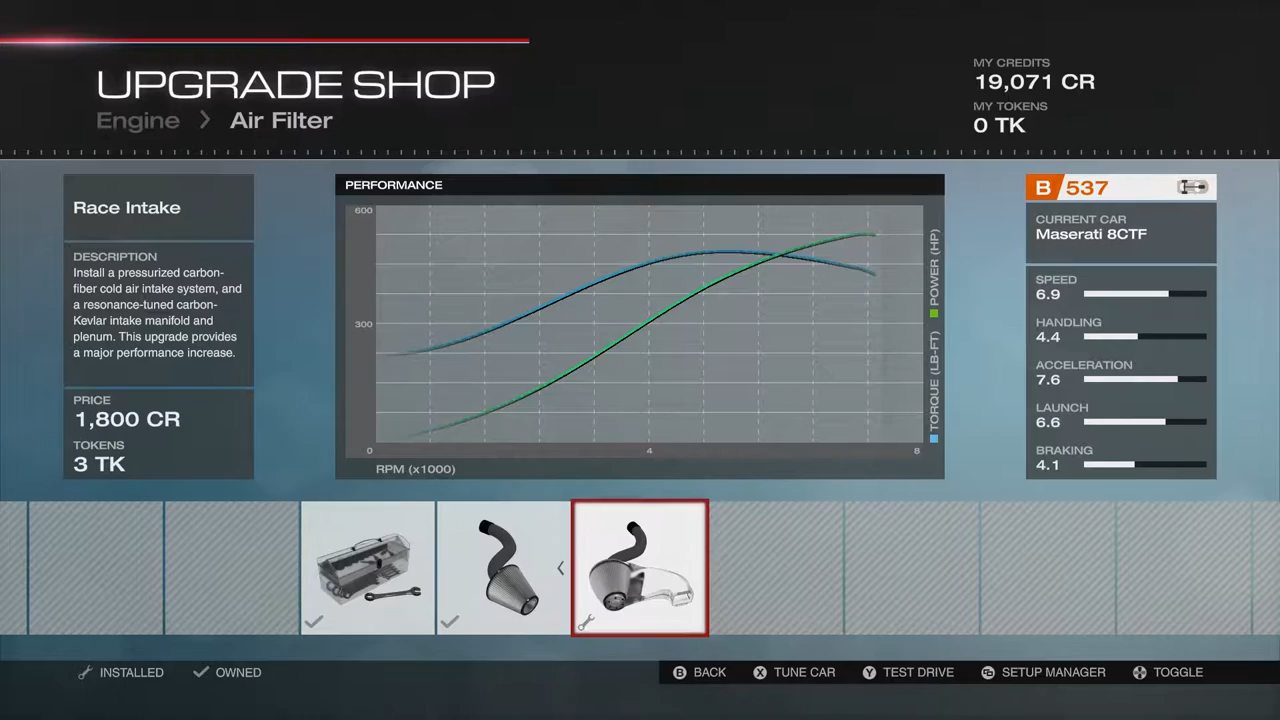 UPGRADE SHOP
Engine > Air Filter
MY CREDITS
19,071 CR
MY TOKENS
0 TK
Race Intake
DESCRIPTION
Install a pressurized carbon-
fiber cold air intake system, and
a resonance-tuned carbon-
Kevlar intake manifold and
plenum. This upgrade provides
a major performance increase.
PRICE
1,800 CR
TOKENS
3 TK
PERFORMANCE
600
300
0
4
8
RPM (x1000)
POWER (HP)
TORQUE (LB-FT)
B 537
CURRENT CAR
Maserati 8CTF
SPEED
6.9
HANDLING
4.4
ACCELERATION
7.6
LAUNCH
6.6
BRAKING
4.1
INSTALLED
OWNED
B BACK
X TUNE CAR
Y TEST DRIVE
SETUP MANAGER
TOGGLE